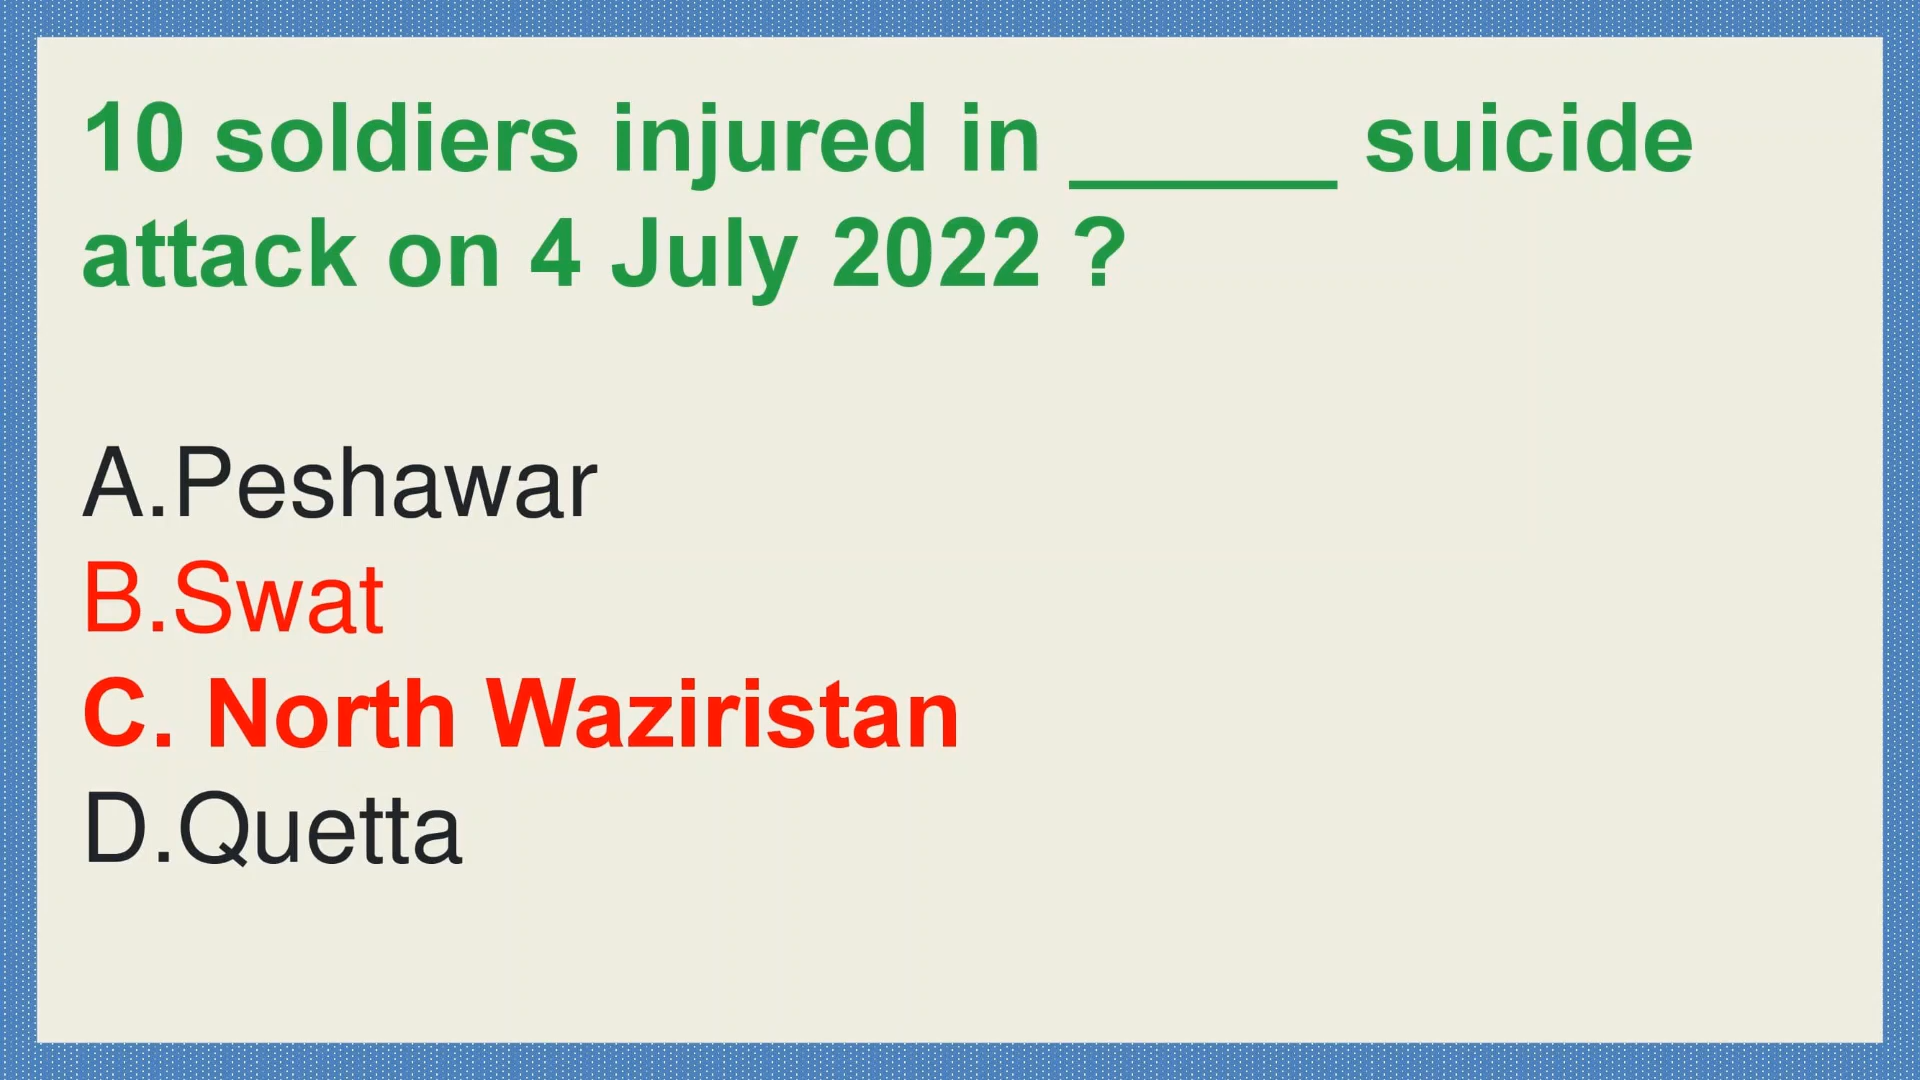 10 soldiers injured in ______ suicide
attack on 4 July 2022 ?
A.Peshawar
B.Swat
C. North Waziristan
D.Quetta